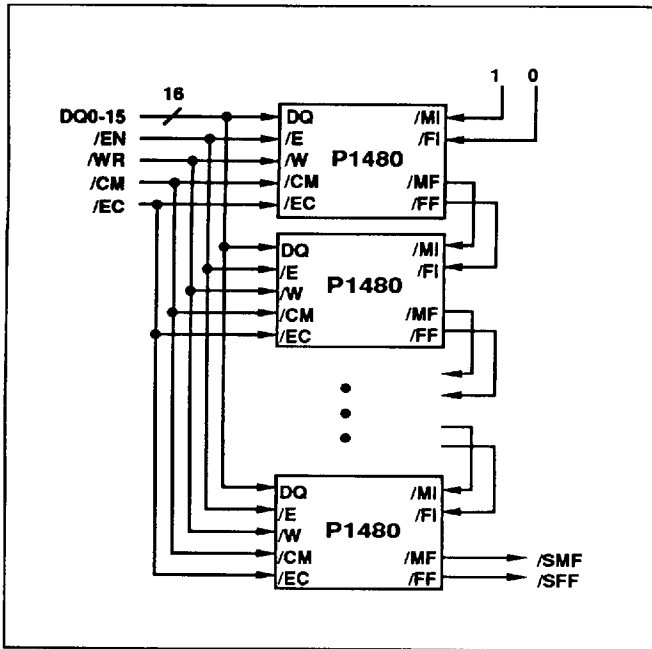 16
1 0
DQ0-15
/EN
/WR
/CM
/EC
DQ
/E
/W
/CM
/EC
P1480
/MI
/FI
/MF
/FF
DQ
/E
/W
/CM
/EC
P1480
/MI
/FI
/MF
/FF
DQ
/E
/W
/CM
/EC
P1480
/MI
/FI
/MF
/FF
/SMF
/SFF